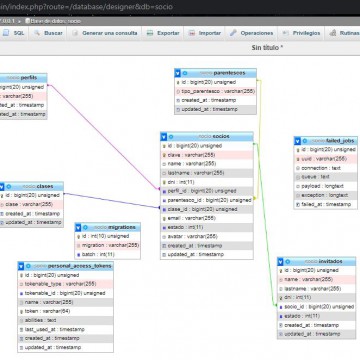 in/index.php?route=/database/designer&db=socio
Base de datos: socio
SQL Buscar Generar una consulta Exportar Importar Operaciones Privilegios Rutinas
Sin título *
perfils
bigint(20) unsigned
varchar(255)
created_at : timestamp
updated_at : timestamp
parentescos
id : bigint(20) unsigned
tipo_parentesco : varchar(255)
created_at : timestamp
updated_at : timestamp
socio socios
id : bigint(20) unsigned
clave : varchar(255)
name : varchar(255)
lastname : varchar(255)
dni : int(11)
perfil_id : bigint(20) unsigned
parentesco_id : bigint(20) unsigned
clase_id : bigint(20) unsigned
email : varchar(255)
estado : int(11)
avatar : varchar(255)
created_at : timestamp
updated_at : timestamp
failed_jobs
id : bigint(20) unsigned
uuid : varchar(255)
connection : text
queue : text
payload : longtext
exception : longtext
failed_at : timestamp
clases
id : bigint(20) unsigned
clase : varchar(255)
created_at : timestamp
updated_at : timestamp
migrations
id : int(10) unsigned
migration : varchar(255)
batch : int(11)
personal_access_tokens
id : bigint(20) unsigned
tokenable_type : varchar(255)
tokenable_id : bigint(20) unsigned
name : varchar(255)
token : varchar(64)
abilities : text
last_used_at : timestamp
created_at : timestamp
updated_at : timestamp
invitados
id : bigint(20) unsigned
name : varchar(255)
lastname : varchar(255)
dni : int(11)
socio_id : bigint(20) unsigned
estado : int(11)
created_at : timestamp
updated_at : timestamp